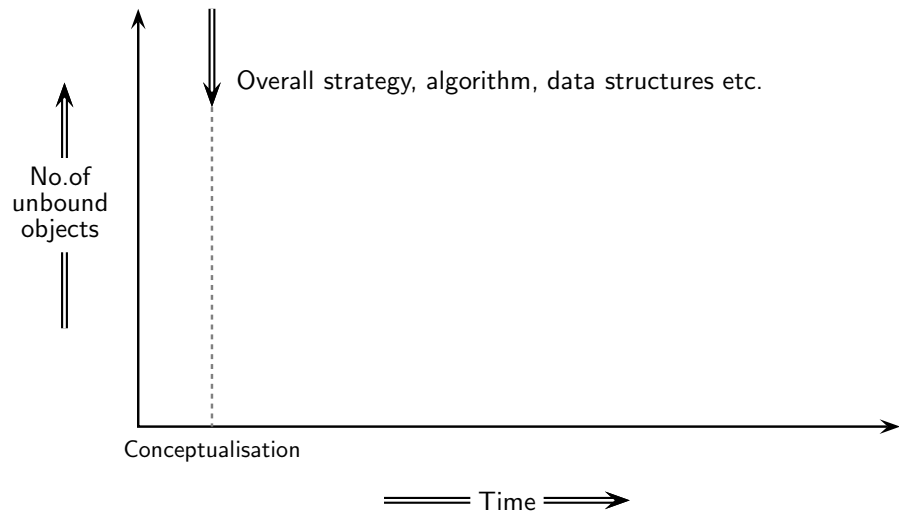 Overall strategy, algorithm, data structures etc.
No.of
unbound
objects
Conceptualisation
Time